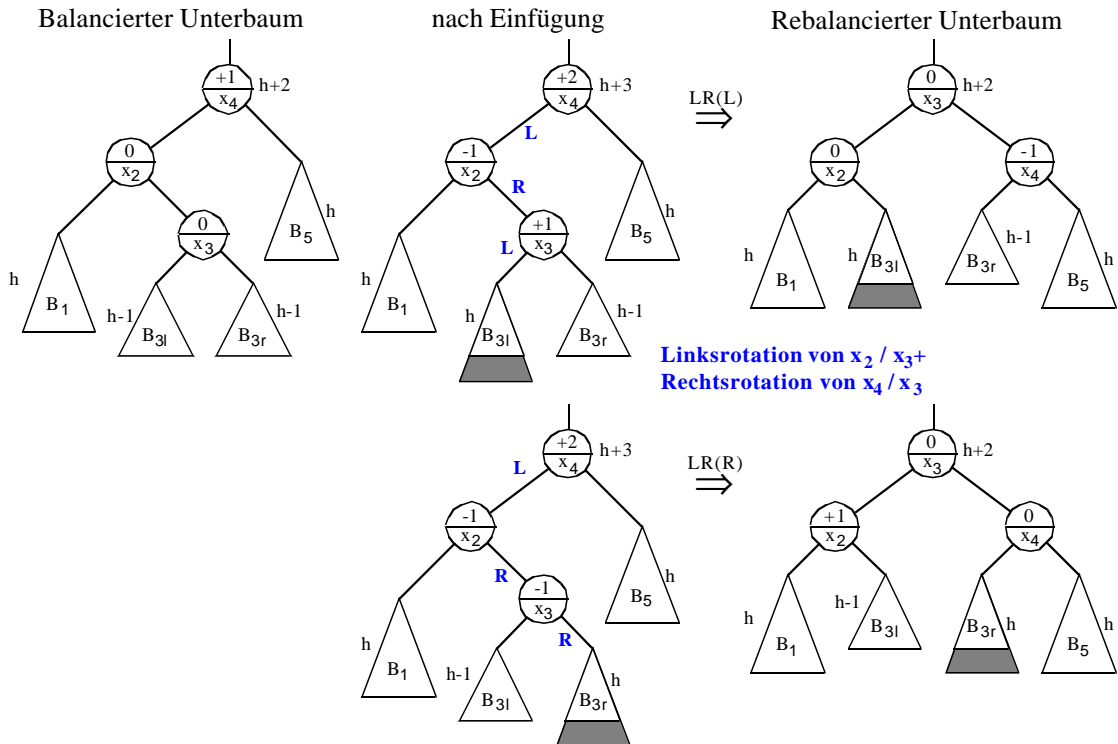 Balancierter Unterbaum
nach Einfügung
Rebalancierter Unterbaum
+1
x4
h+2
0
x2
0
x3
h
B1
h-1
B3l
h-1
B3r
B5
h
+2
x4
h+3
L
-1
x2
R
+1
x3
L
h
B1
h
B3l
h-1
B3r
B5
h
LR(L)
⇒
0
x3
h+2
0
x2
-1
x4
h
B1
h
B3l
h-1
B3r
h
B5
Linksrotation von x2 / x3+
Rechtsrotation von x4 / x3
+2
x4
h+3
L
-1
x2
R
-1
x3
R
h
B1
h-1
B3l
h
B3r
B5
h
LR(R)
⇒
0
x3
h+2
+1
x2
0
x4
h
B1
h-1
B3l
B3r
h
h
B5